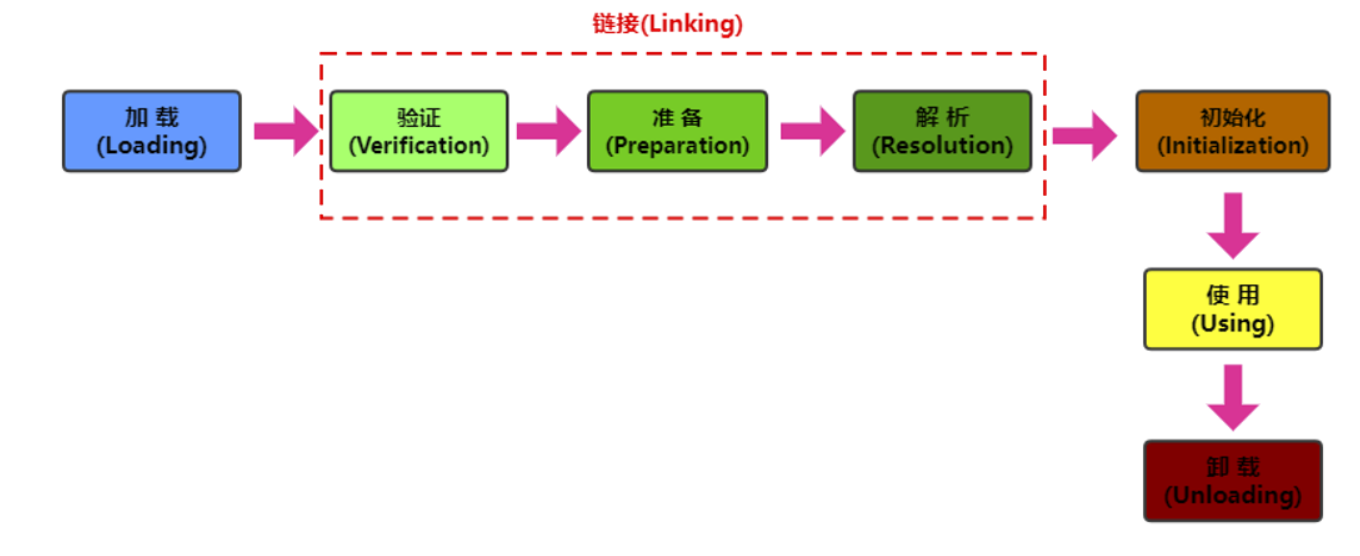 链接(Linking)
加 载
(Loading)
验证
(Verification)
准 备
(Preparation)
解 析
(Resolution)
初始化
(Initialization)
使 用
(Using)
卸 载
(Unloading)